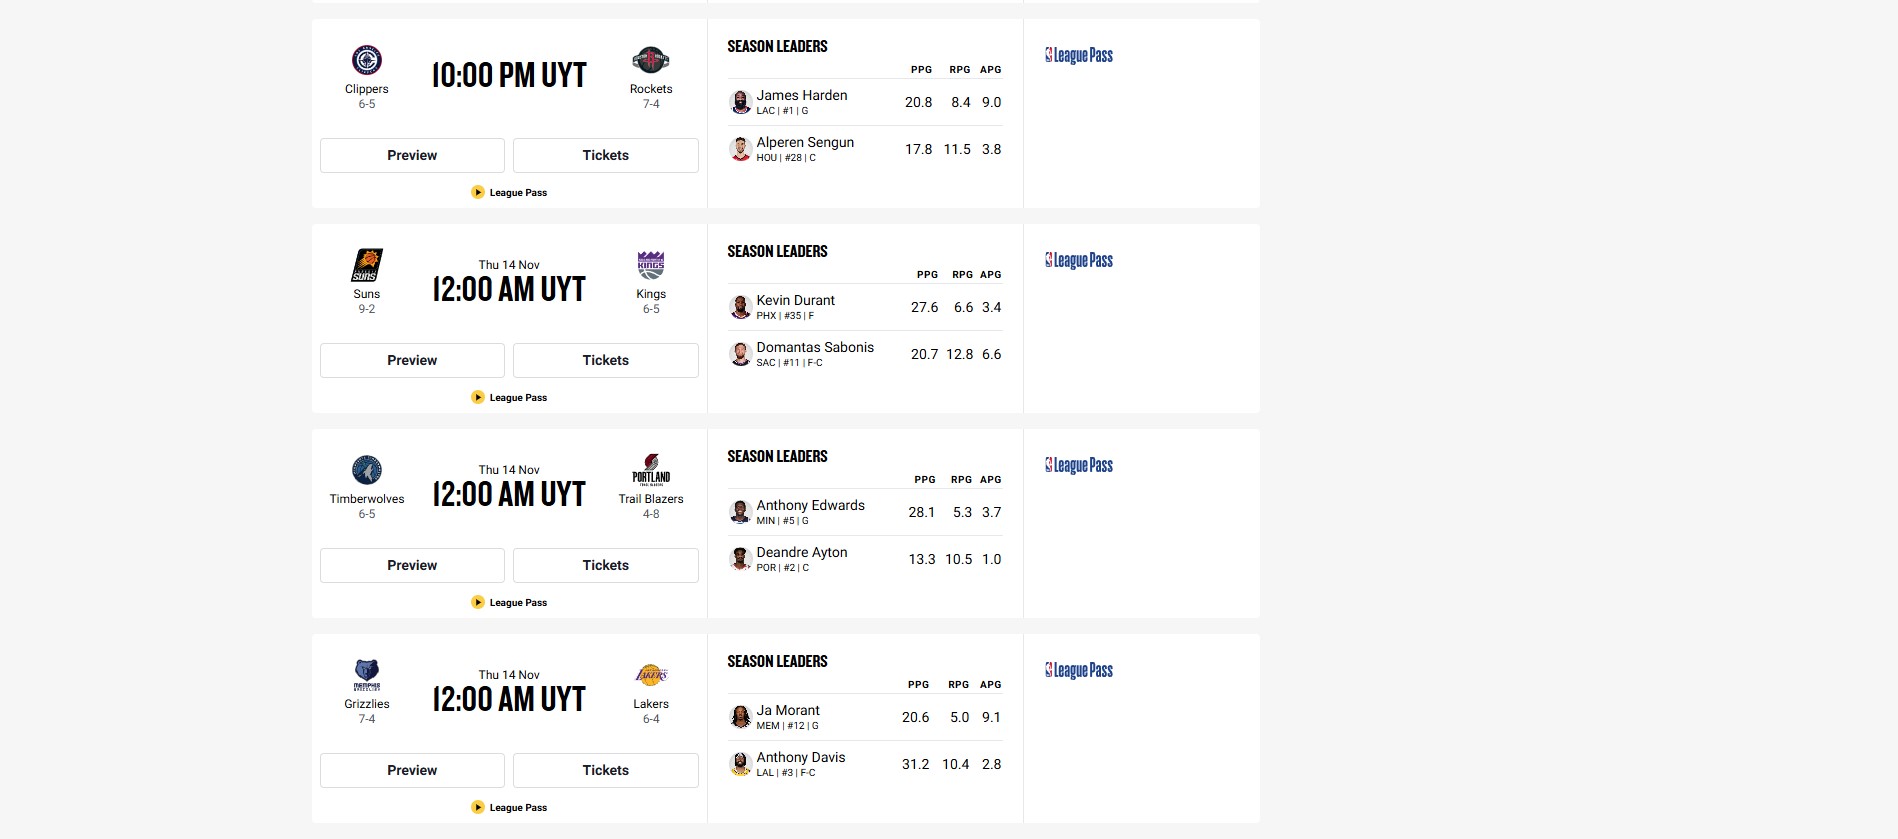 10:00 PM UYT
Clippers
6-5
Rockets
7-4
Preview
Tickets
League Pass
SEASON LEADERS
PPG RPG APG
James Harden
LAC | #1 | G
20.8 8.4 9.0
Alperen Sengun
HOU | #28 | C
17.8 11.5 3.8
League Pass
SUNS
Suns
9-2
Thu 14 Nov
12:00 AM UYT
KINGS
Kings
6-5
Preview
Tickets
League Pass
SEASON LEADERS
PPG RPG APG
Kevin Durant
PHX | #35 | F
27.6 6.6 3.4
Domantas Sabonis
SAC | #11 | F-C
20.7 12.8 6.6
League Pass
Timberwolves
6-5
Thu 14 Nov
12:00 AM UYT
PORTLAND
TRAIL BLAZERS
Trail Blazers
4-8
Preview
Tickets
League Pass
SEASON LEADERS
PPG RPG APG
Anthony Edwards
MIN | #5 | G
28.1 5.3 3.7
Deandre Ayton
POR | #2 | C
13.3 10.5 1.0
League Pass
MEMPHIS
GRIZZLIES
Grizzlies
7-4
Thu 14 Nov
12:00 AM UYT
LAKERS
Lakers
6-4
Preview
Tickets
League Pass
SEASON LEADERS
PPG RPG APG
Ja Morant
MEM | #12 | G
20.6 5.0 9.1
Anthony Davis
LAL | #3 | F-C
31.2 10.4 2.8
League Pass